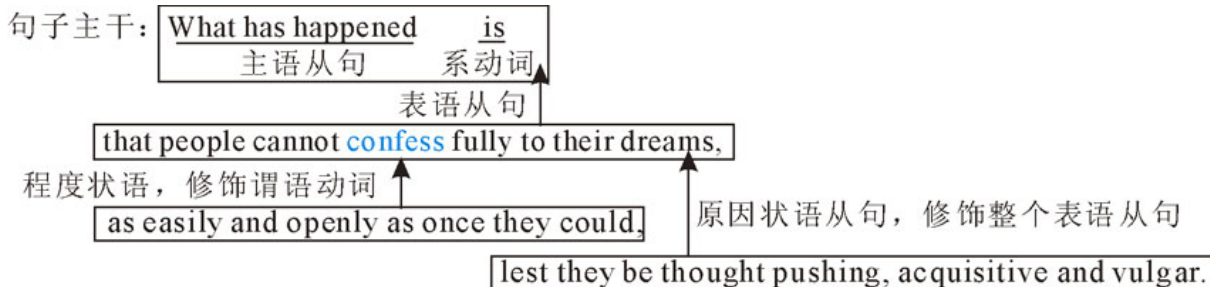 句子主干: What has happened is
主语从句 系动词
表语从句
that people cannot confess fully to their dreams,
程度状语，修饰谓语动词
as easily and openly as once they could,
原因状语从句，修饰整个表语从句
lest they be thought pushing, acquisitive and vulgar.